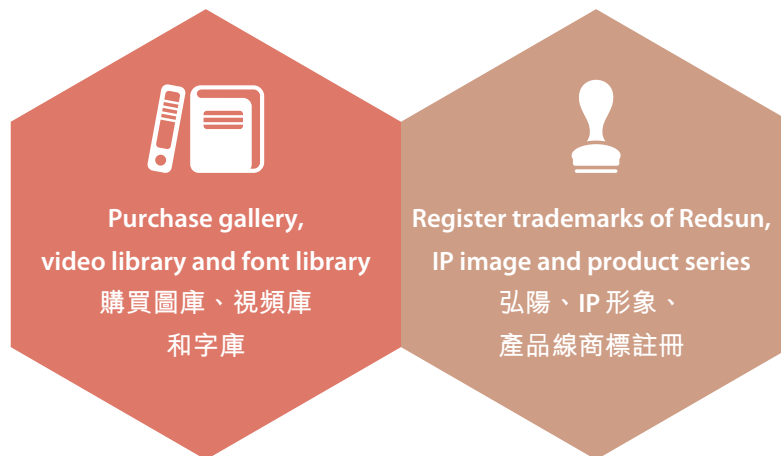 Purchase gallery,
video library and font library
購買圖庫、視頻庫
和字庫
Register trademarks of Redsun,
IP image and product series
弘陽、IP 形象、
產品線商標註冊